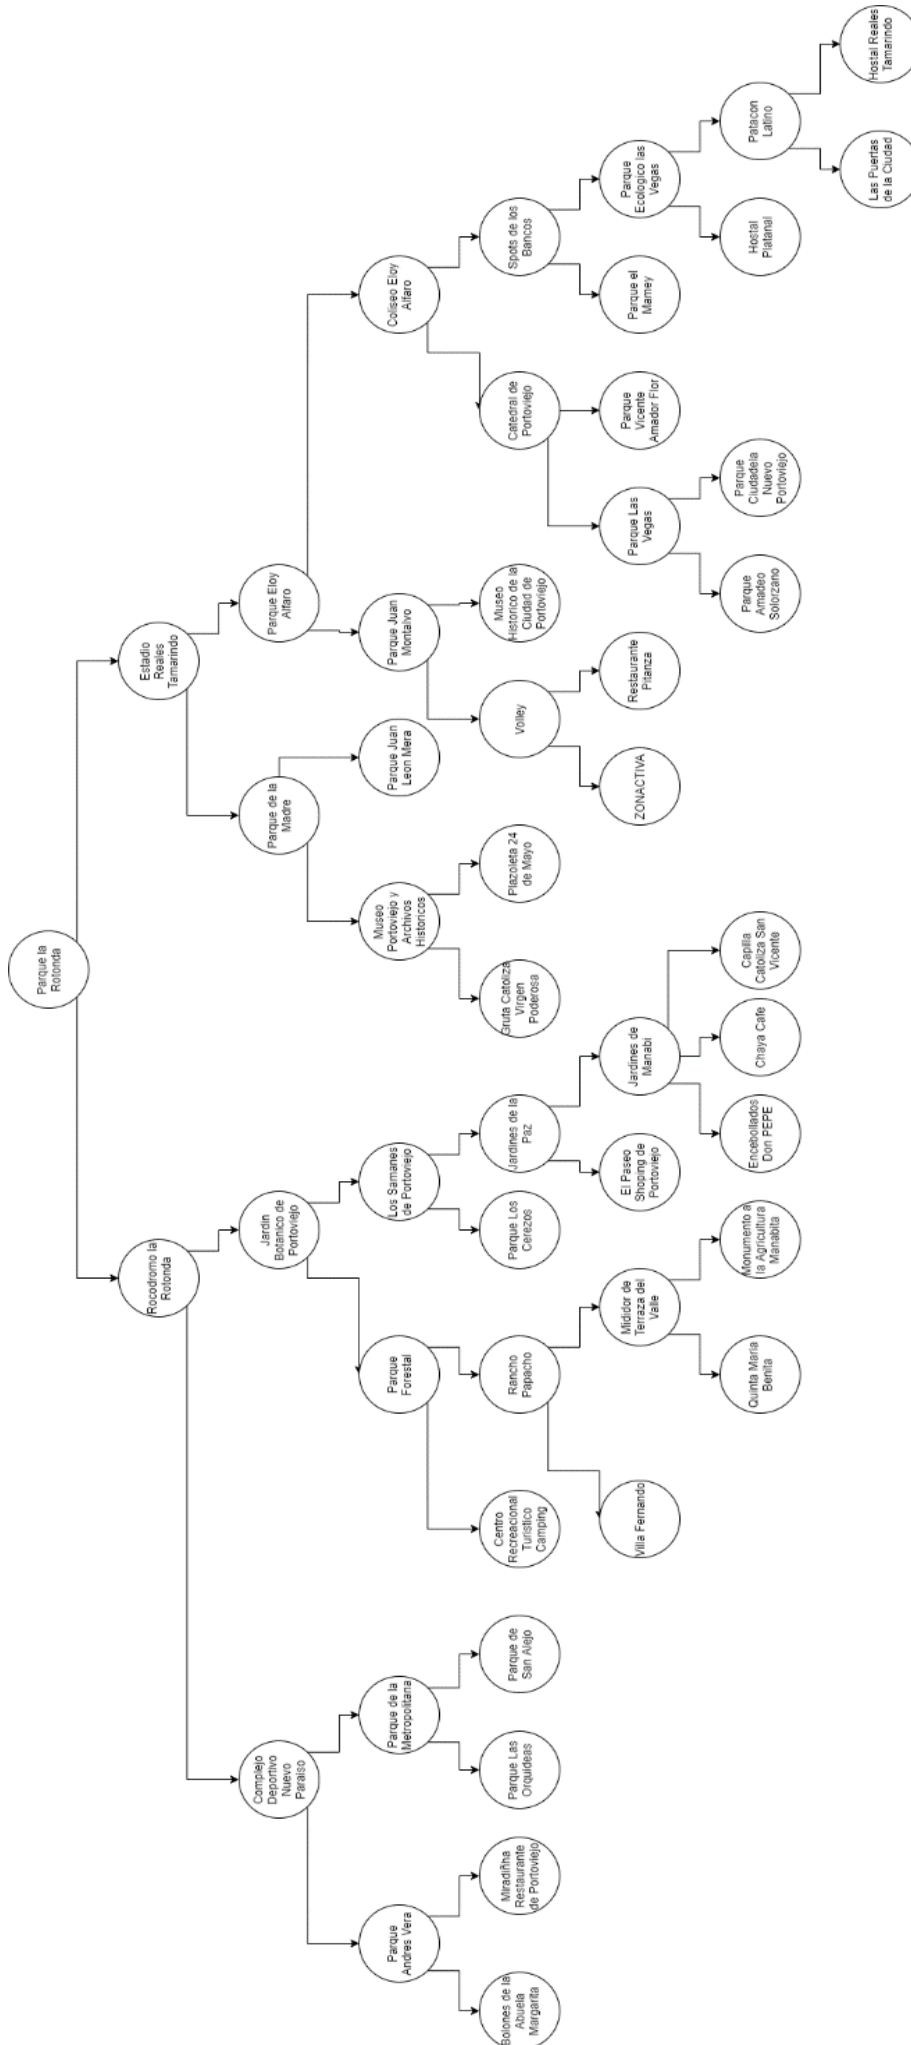 Parque la
Rotonda
Rocodromo la
Rotonda
Estadio
Reales
Tamarindo
Complejo
Deportivo
Nuevo
Paraiso
Jardin
Botanico de
Portoviejo
Parque de la
Madre
Parque Eloy
Alfaro
Parque
Andres Vera
Parque de la
Metropolitana
Parque
Forestal
Los Samanes
de Portoviejo
Museo
Portoviejo y
Archivos
Historicos
Parque Juan
Leon Mera
Parque Juan
Montalvo
Coliseo Eloy
Alfaro
Bolones de la
Abuela
Margarita
Miradiñha
Restaurante
de Portoviejo
Parque Las
Orquideas
Parque de
San Alejo
Centro
Recreacional
Turistico
Camping
Rancho
Papacho
Parque Los
Cerezos
Jardines de la
Paz
Gruta Catoliza
Virgen
Poderosa
Plazoleta 24
de Mayo
Volley
Museo
Historico de la
Ciudad de
Portoviejo
Catedral de
Portoviejo
Spots de los
Bancos
Villa Fernando
Mididor de
Terraza del
Valle
El Paseo
Shoping de
Portoviejo
Jardines de
Manabi
ZONACTIVA
Restaurante
Pitanza
Parque Las
Vegas
Parque
Vicente
Amador Flor
Parque el
Mamey
Parque
Ecologico las
Vegas
Quinta Maria
Benita
Monumento a
la Agricultura
Manabita
Encebollados
Don PEPE
Chaya Cafe
Capilla
Catoliza San
Vicente
Parque
Amadeo
Solorzano
Parque
Ciudadela
Nuevo
Portoviejo
Hostal
Platanal
Patacon
Latino
Las Puertas
de la Ciudad
Hostal Reales
Tamarindo